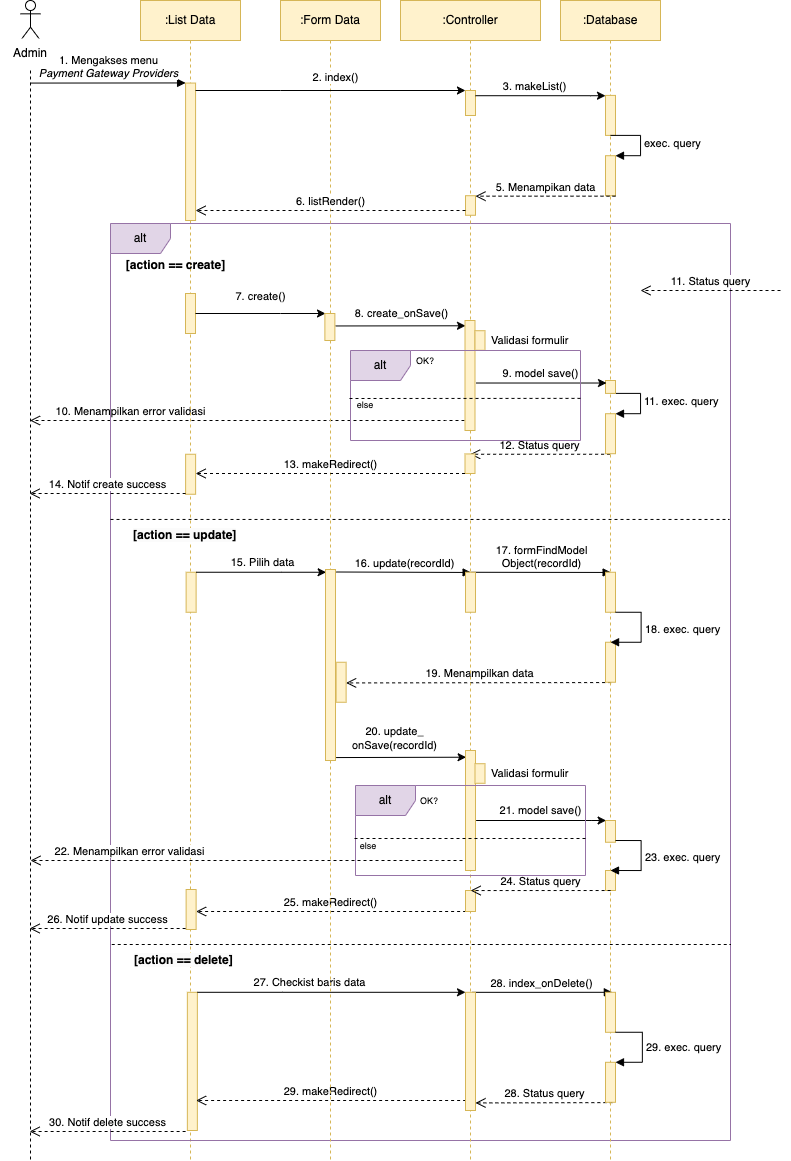 :List Data
:Form Data
:Controller
:Database
Admin
1. Mengakses menu
Payment Gateway Providers
2. index()
3. makeList()
exec. query
5. Menampikan data
6. listRender()
alt
[action == create]
11. Status query
7. create()
8. create_onSave()
Validasi formulir
alt
OK?
9. model save()
else
11. exec. query
10. Menampilkan error validasi
12. Status query
13. makeRedirect()
14. Notif create success
[action == update]
15. Pilih data
16. update(recordId)
17. formFindModel
Object(recordId)
18. exec. query
19. Menampilkan data
20. update_
onSave(recordId)
Validasi formulir
alt
OK?
21. model save()
else
22. Menampilkan error validasi
23. exec. query
24. Status query
25. makeRedirect()
26. Notif update success
[action == delete]
27. Checkist baris data
28. index_onDelete()
29. exec. query
29. makeRedirect()
28. Status query
30. Notif delete success